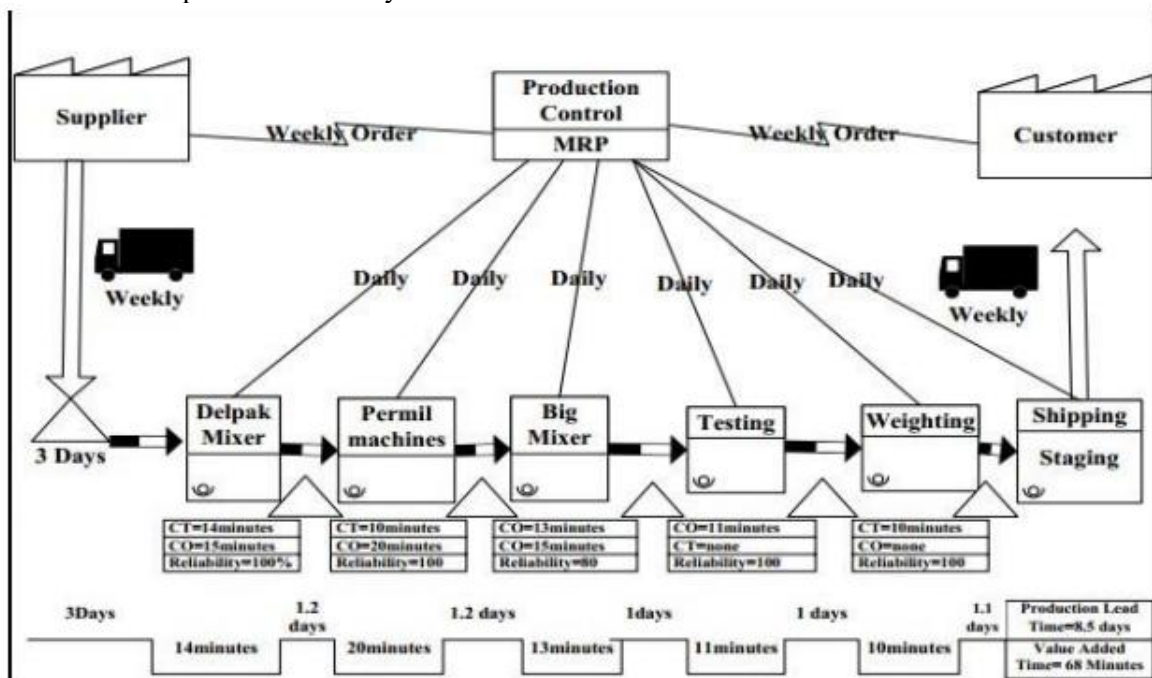 Supplier
Weekly Order
Production
Control
MRP
Weekly Order
Customer
Weekly
Daily
Daily
Daily
Daily
Daily
Daily
Weekly
3 Days
Delpak
Mixer
Permil
machines
Big
Mixer
Testing
Weighting
Shipping
Staging
CT=14minutes
CO=15minutes
Reliability=100%
CT=10minutes
CO=20minutes
Reliability=100
CO=13minutes
CO=15minutes
Reliability=80
CO=11minutes
CT=none
Reliability=100
CT=10minutes
CO=none
Reliability=100
3Days
1.2
days
1.2 days
1days
1 days
1.1
days
14minutes
20minutes
13minutes
11minutes
10minutes
Production Lead
Time=8.5 days
Value Added
Time= 68 Minutes